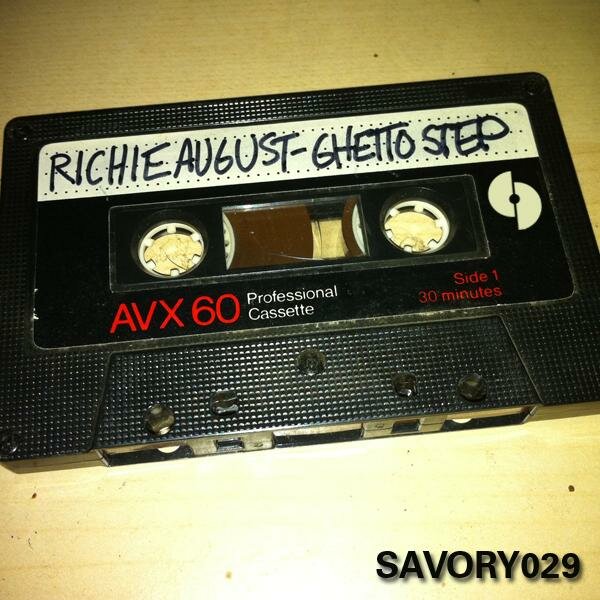 RICHIE AUGUST - GHETTO STEP
AVX 60 Professional Cassette
Side 1
30 minutes
SAVORY029